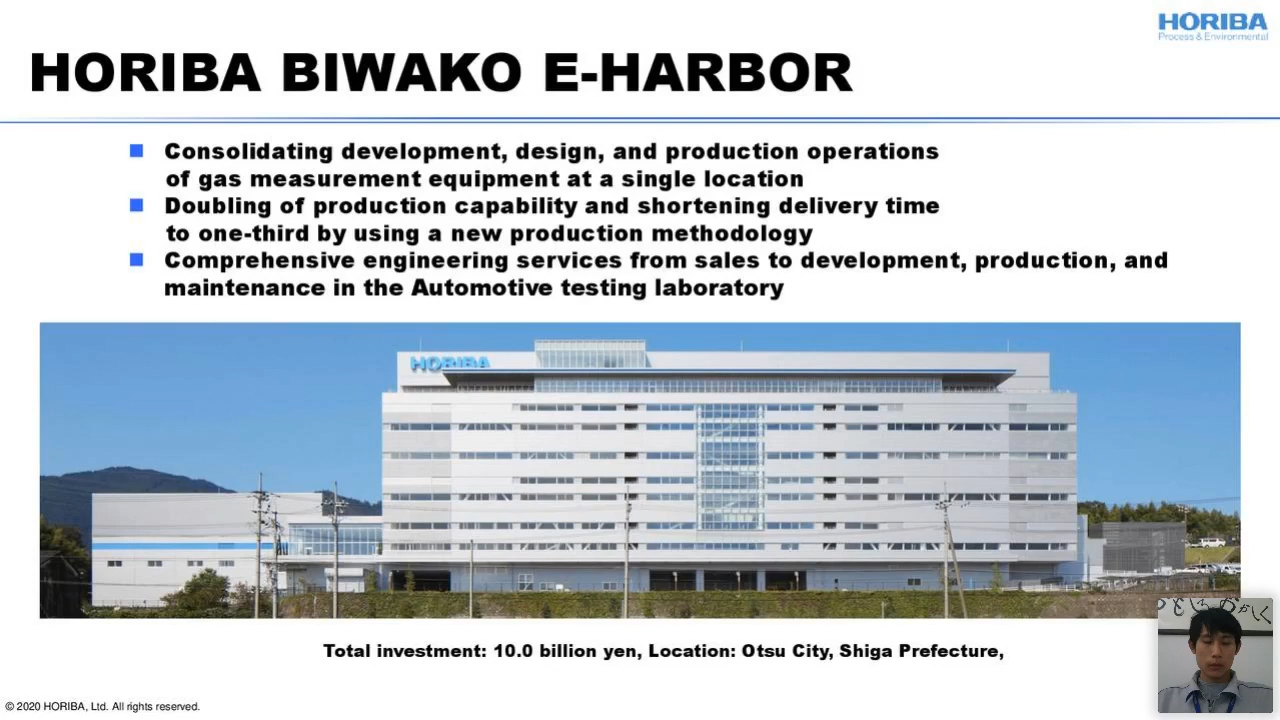 HORIBA
Process & Environmental
HORIBA BIWAKO E-HARBOR
Consolidating development, design, and production operations
of gas measurement equipment at a single location
Doubling of production capability and shortening delivery time
to one-third by using a new production methodology
Comprehensive engineering services from sales to development, production, and
maintenance in the Automotive testing laboratory
HORIBA
Total investment: 10.0 billion yen, Location: Otsu City, Shiga Prefecture,
© 2020 HORIBA, Ltd. All rights reserved.